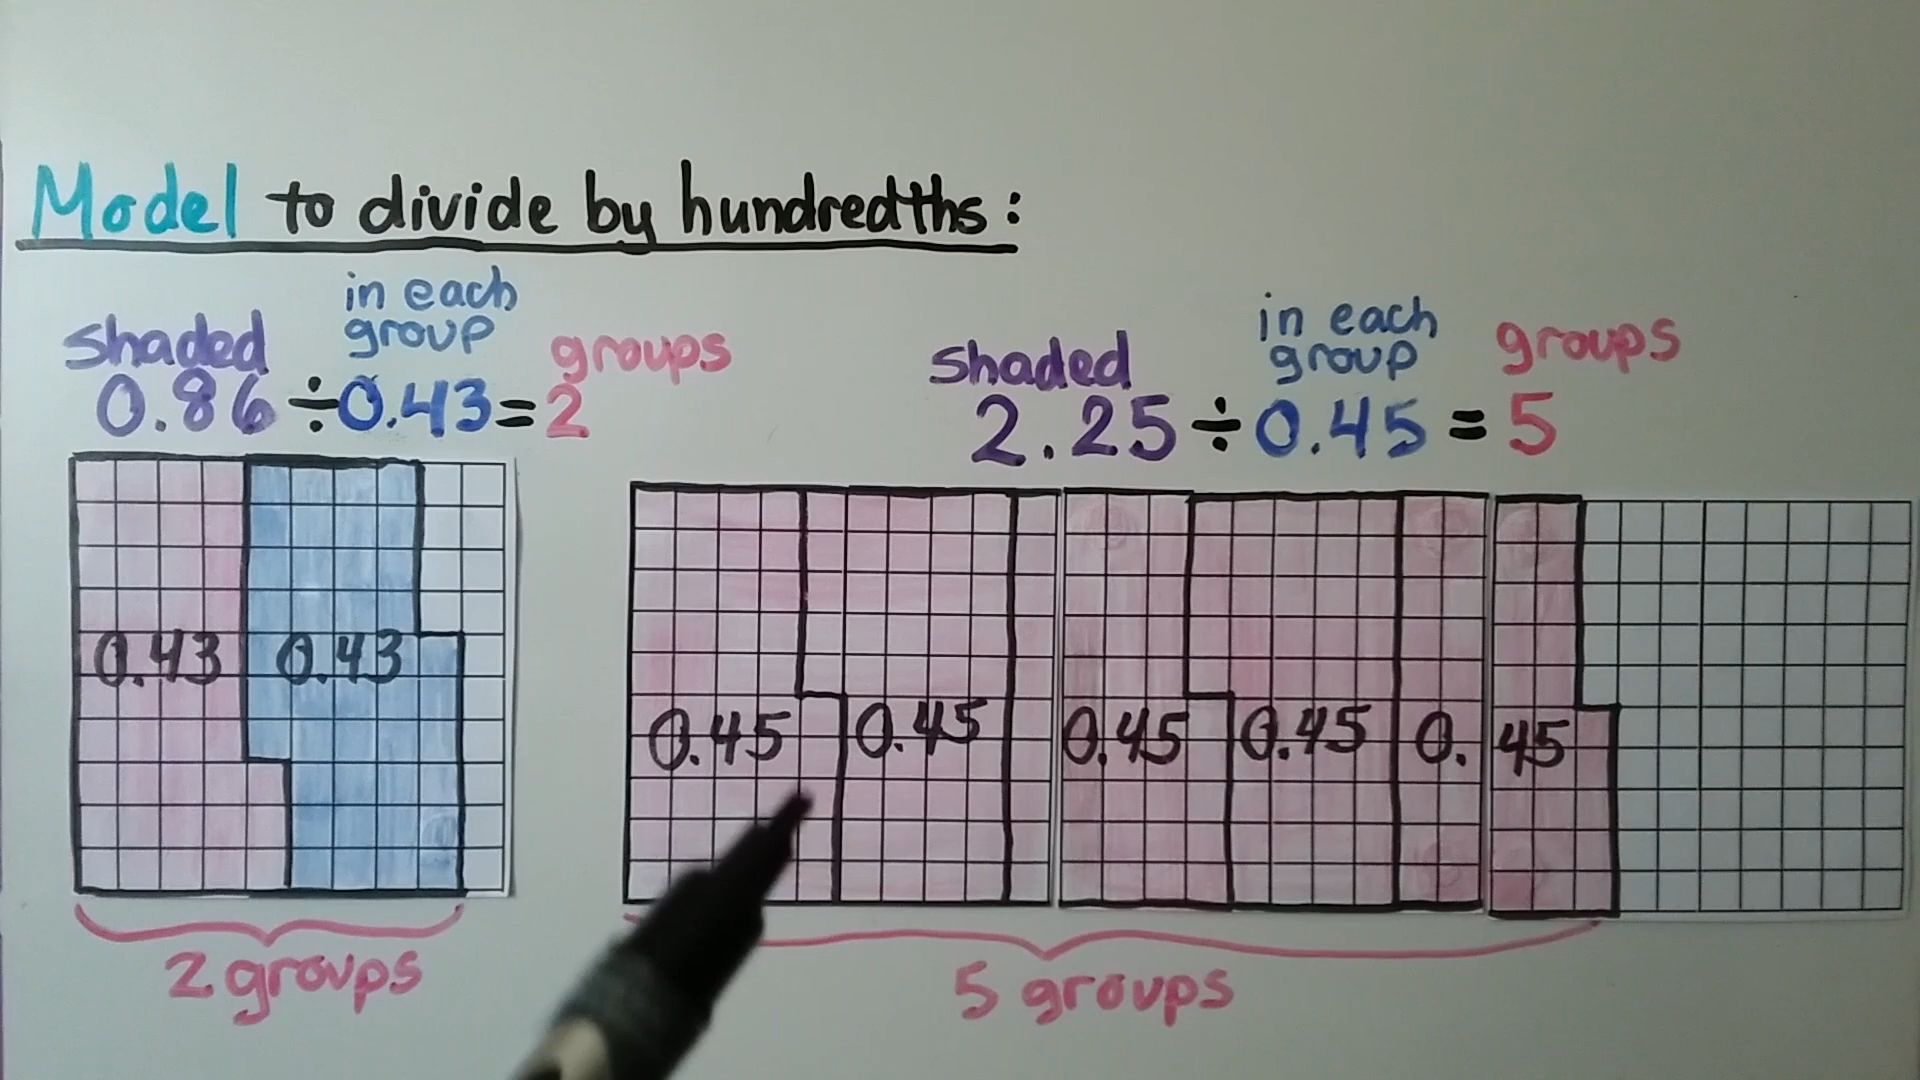 Model to divide by hundredths:
in each
group
shaded
groups
0.86 ÷ 0.43 = 2
0.43 0.43
2 groups
in each
group
shaded
groups
2.25 ÷ 0.45 = 5
0.45 0.45 0.45 0.45 0.45
5 groups